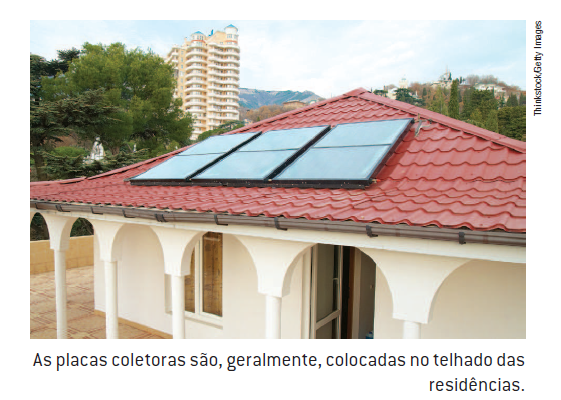 Thinkstock/Getty Images
As placas coletoras são, geralmente, colocadas no telhado das
residências.